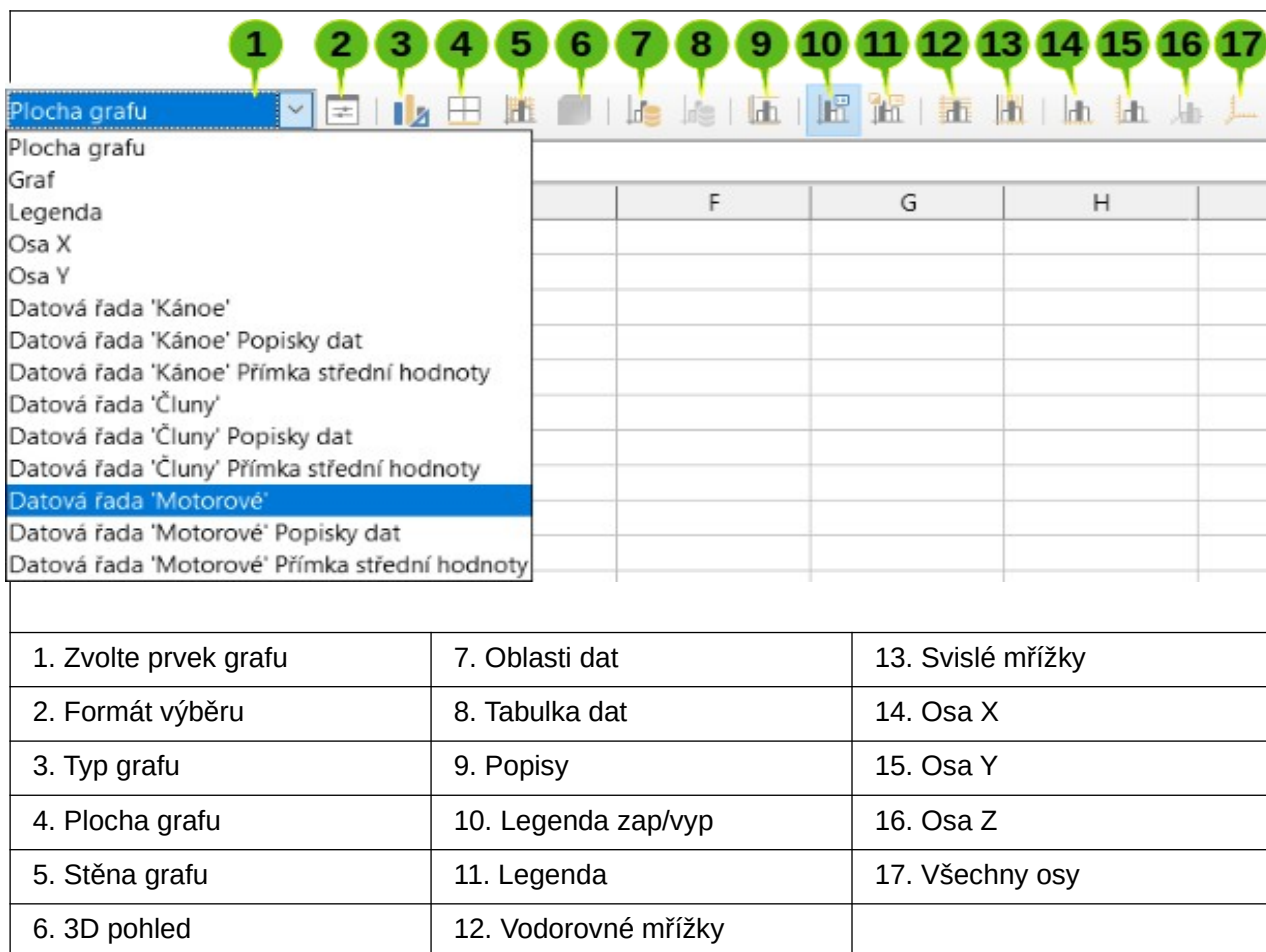 1 2 3 4 5 6 7 8 9 10 11 12 13 14 15 16 17
Plocha grafu
Plocha grafu
Graf
Legenda
Osa X
Osa Y
Datová řada 'Kánoe'
Datová řada 'Kánoe' Popisky dat
Datová řada 'Kánoe' Přímka střední hodnoty
Datová řada 'Čluny'
Datová řada 'Čluny' Popisky dat
Datová řada 'Čluny' Přímka střední hodnoty
Datová řada 'Motorové'
Datová řada 'Motorové' Popisky dat
Datová řada 'Motorové' Přímka střední hodnoty
F G H
1. Zvolte prvek grafu 7. Oblasti dat 13. Svislé mřížky
2. Formát výběru 8. Tabulka dat 14. Osa X
3. Typ grafu 9. Popisy 15. Osa Y
4. Plocha grafu 10. Legenda zap/vyp 16. Osa Z
5. Stěna grafu 11. Legenda 17. Všechny osy
6. 3D pohled 12. Vodorovné mřížky